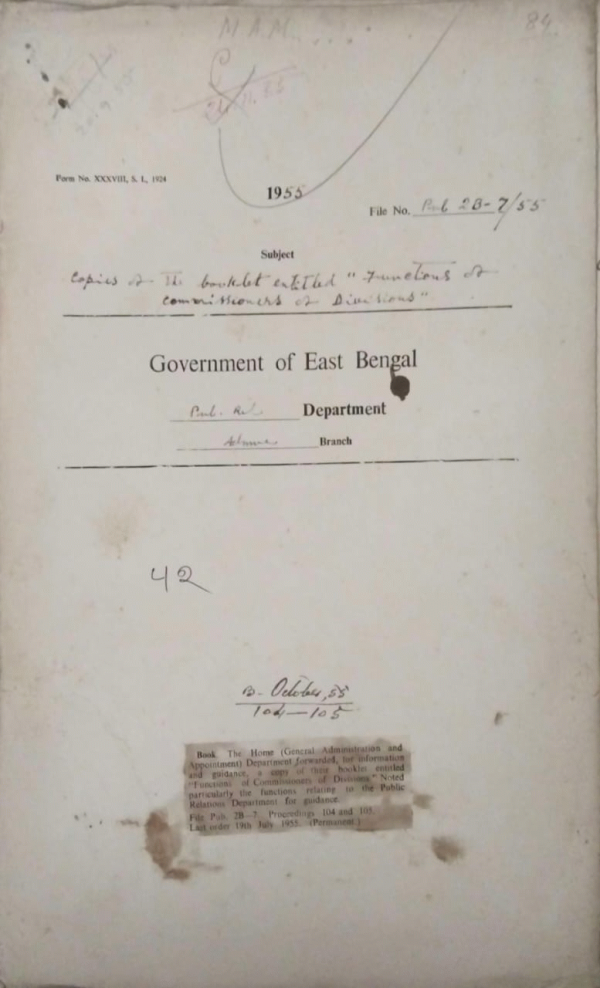 M.A.M.
84
Form No. XXXVIII, S. I., 1924
1955
File No. Pub 2B-7/55
Subject
Copies of The booklet entitled "Functions of
Commissioners of Divisions"
Government of East Bengal
Pub. Rel. Department
Branch
42
B- October, 55
104-105
Book. The Home (General Administration and
Appointment) Department forwarded, for information
and guidance, a copy of their booklet entitled
"Functions of Commissioners of Divisions." Noted
particularly the functions relating to the Public
Relations Department for guidance.
File Pub. 2B-7. Proceedings 104 and 105.
Last order 19th July 1955. (Permanent.)